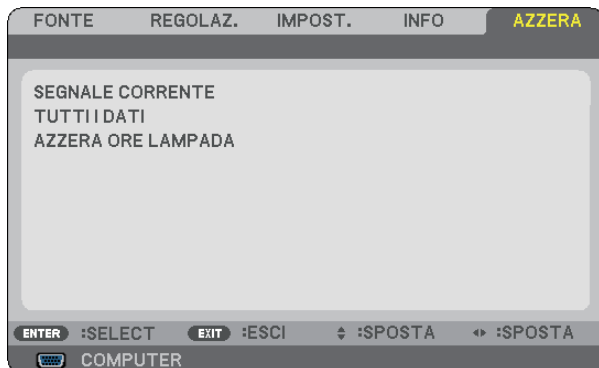 FONTE REGOLAZ. IMPOST. INFO AZZERA
SEGNALE CORRENTE
TUTTI I DATI
AZZERA ORE LAMPADA
ENTER :SELECT EXIT :ESCI :SPOSTA :SPOSTA
COMPUTER